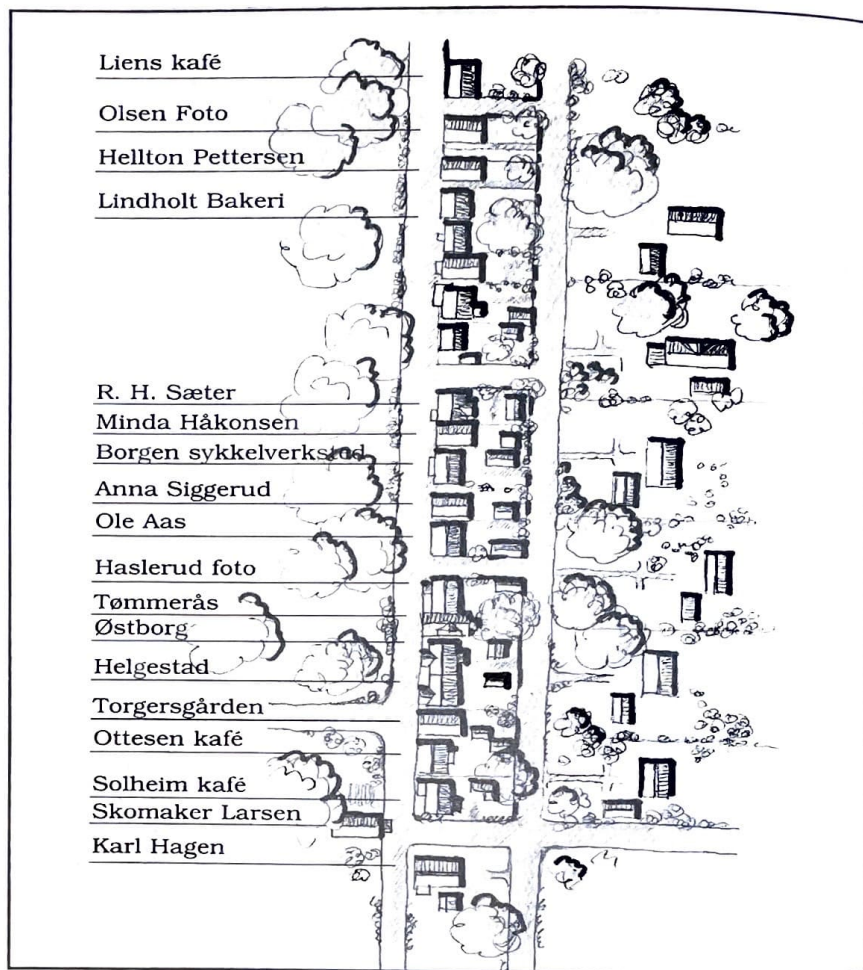 Liens kafé
Olsen Foto
Hellton Pettersen
Lindholt Bakeri
R. H. Sæter
Minda Håkonsen
Borgen sykkelverksted
Anna Siggerud
Ole Aas
Haslerud foto
Tømmerås
Østborg
Helgestad
Torgersgården
Ottesen kafé
Solheim kafé
Skomaker Larsen
Karl Hagen